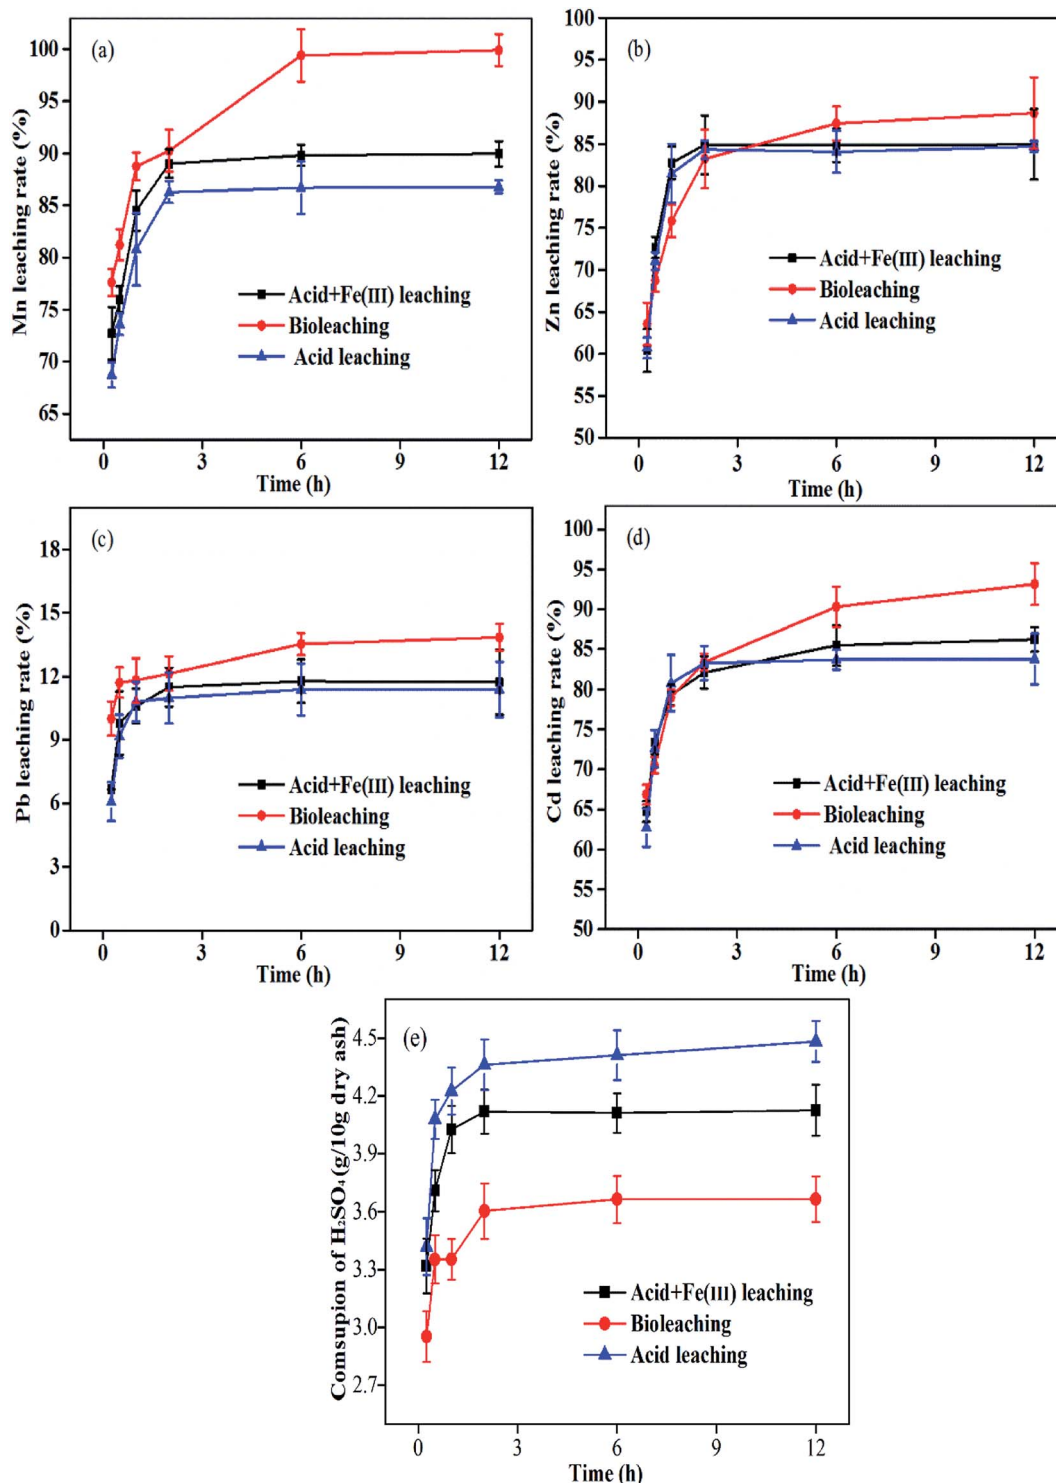 (a)
Mn leaching rate (%)
100
95
90
85
80
75
70
65
Acid+Fe(III) leaching
Bioleaching
Acid leaching
0 3 6 9 12
Time (h)
(b)
Zn leaching rate (%)
100
95
90
85
80
75
70
65
60
55
50
Acid+Fe(III) leaching
Bioleaching
Acid leaching
0 3 6 9 12
Time (h)
(c)
Pb leaching rate (%)
18
15
12
9
6
3
0
Acid+Fe(III) leaching
Bioleaching
Acid leaching
0 3 6 9 12
Time (h)
(d)
Cd leaching rate (%)
100
95
90
85
80
70
65
60
55
50
Acid+Fe(III) leaching
Bioleaching
Acid leaching
0 3 6 9 12
Time (h)
(e)
Comsupion of H₂SO₄(g/10g dry ash)
4.5
4.2
3.9
3.6
3.3
3.0
2.7
Acid+Fe(III) leaching
Bioleaching
Acid leaching
0 3 6 9 12
Time (h)